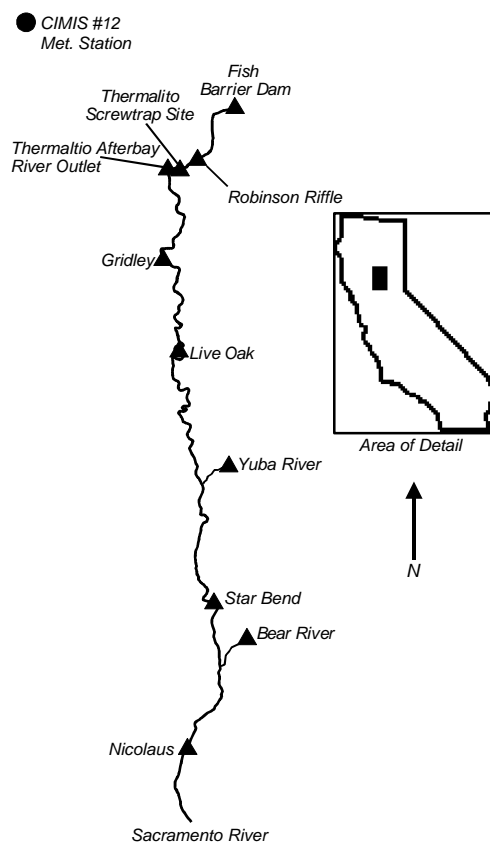 CIMIS #12
Met. Station
Fish
Barrier Dam
Thermalito
Screwtrap Site
Thermaltio Afterbay
River Outlet
Robinson Riffle
Gridley
Live Oak
Area of Detail
Yuba River
N
Star Bend
Bear River
Nicolaus
Sacramento River